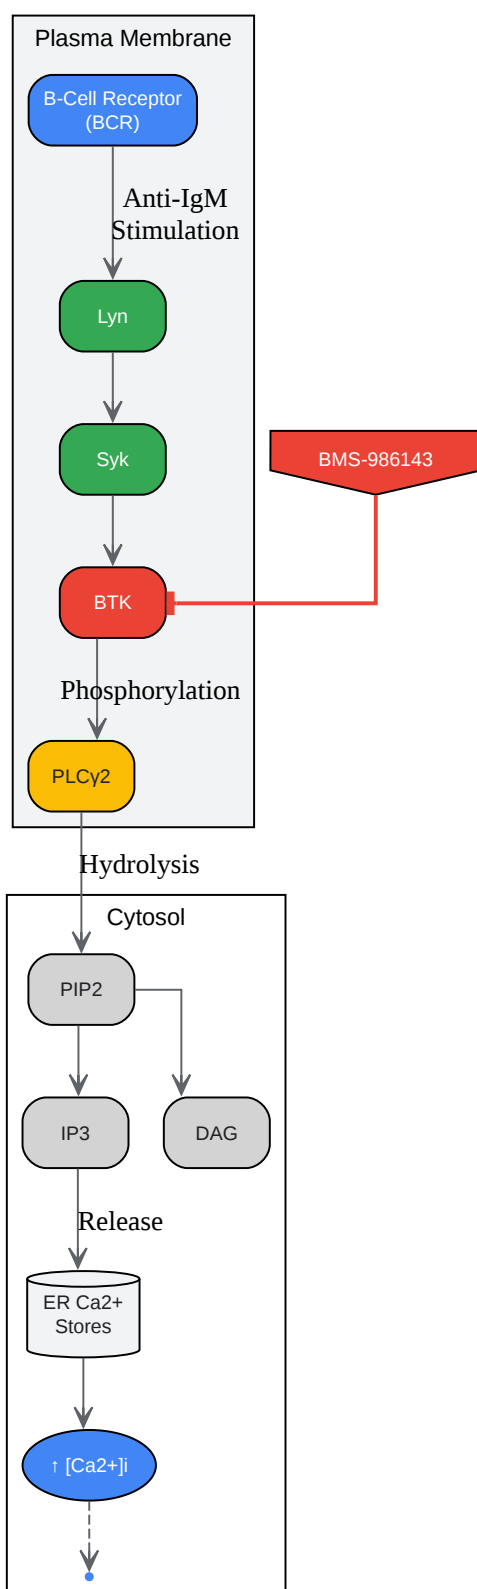 Plasma Membrane
B-Cell Receptor
(BCR)
Anti-IgM
Stimulation
Lyn
Syk
BMS-986143
BTK
Phosphorylation
PLCγ2
Hydrolysis
Cytosol
PIP2
IP3
DAG
Release
ER Ca2+
Stores
↑ [Ca2+]i